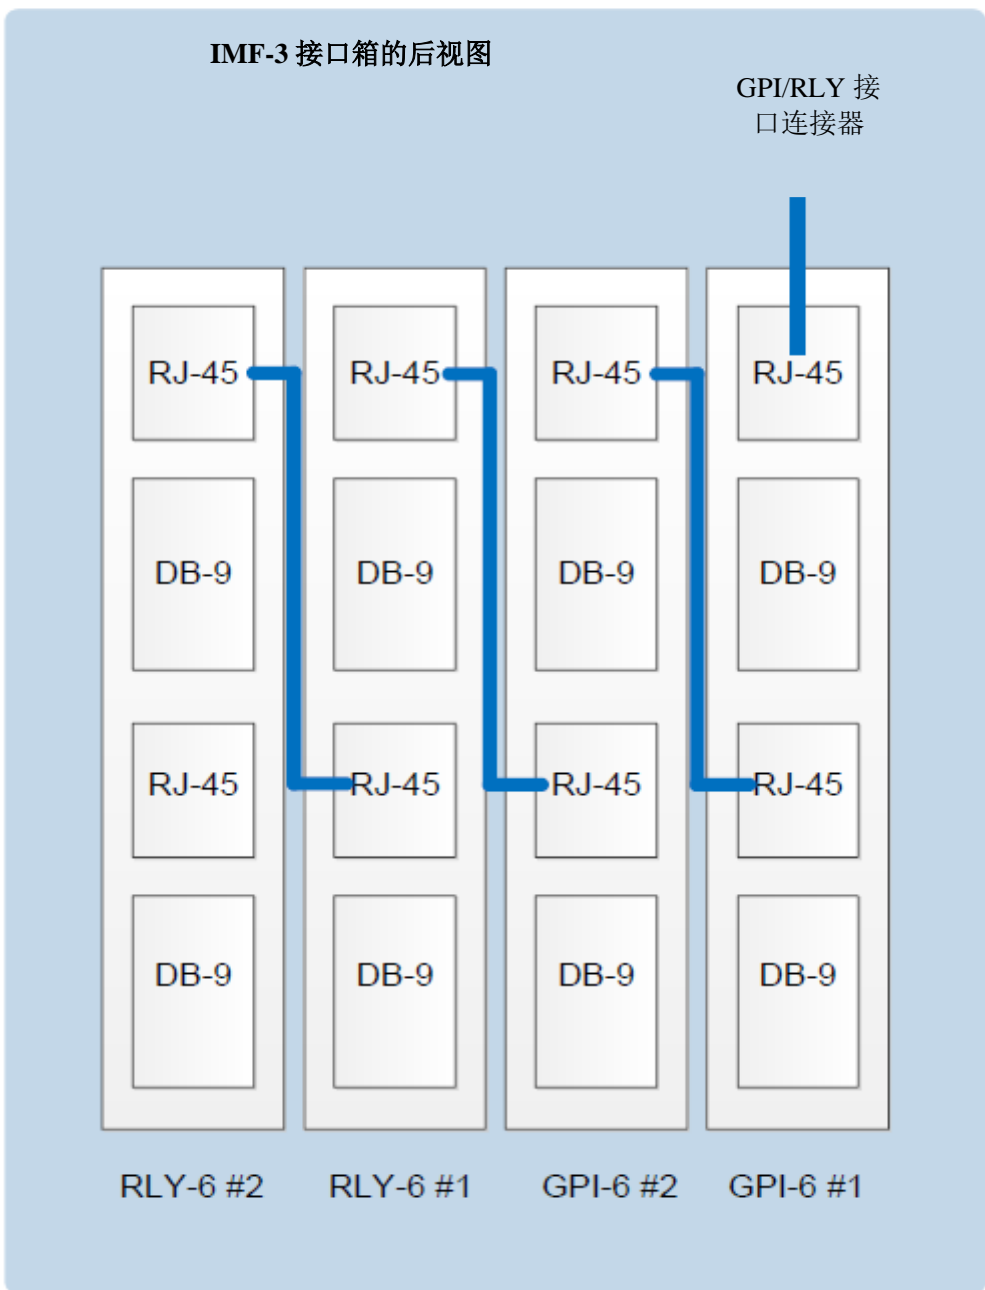 IMF-3 接口箱的后视图
GPI/RLY 接
口连接器
RJ-45 RJ-45 RJ-45 RJ-45
DB-9 DB-9 DB-9 DB-9
RJ-45 RJ-45 RJ-45 RJ-45
DB-9 DB-9 DB-9 DB-9
RLY-6 #2 RLY-6 #1 GPI-6 #2 GPI-6 #1